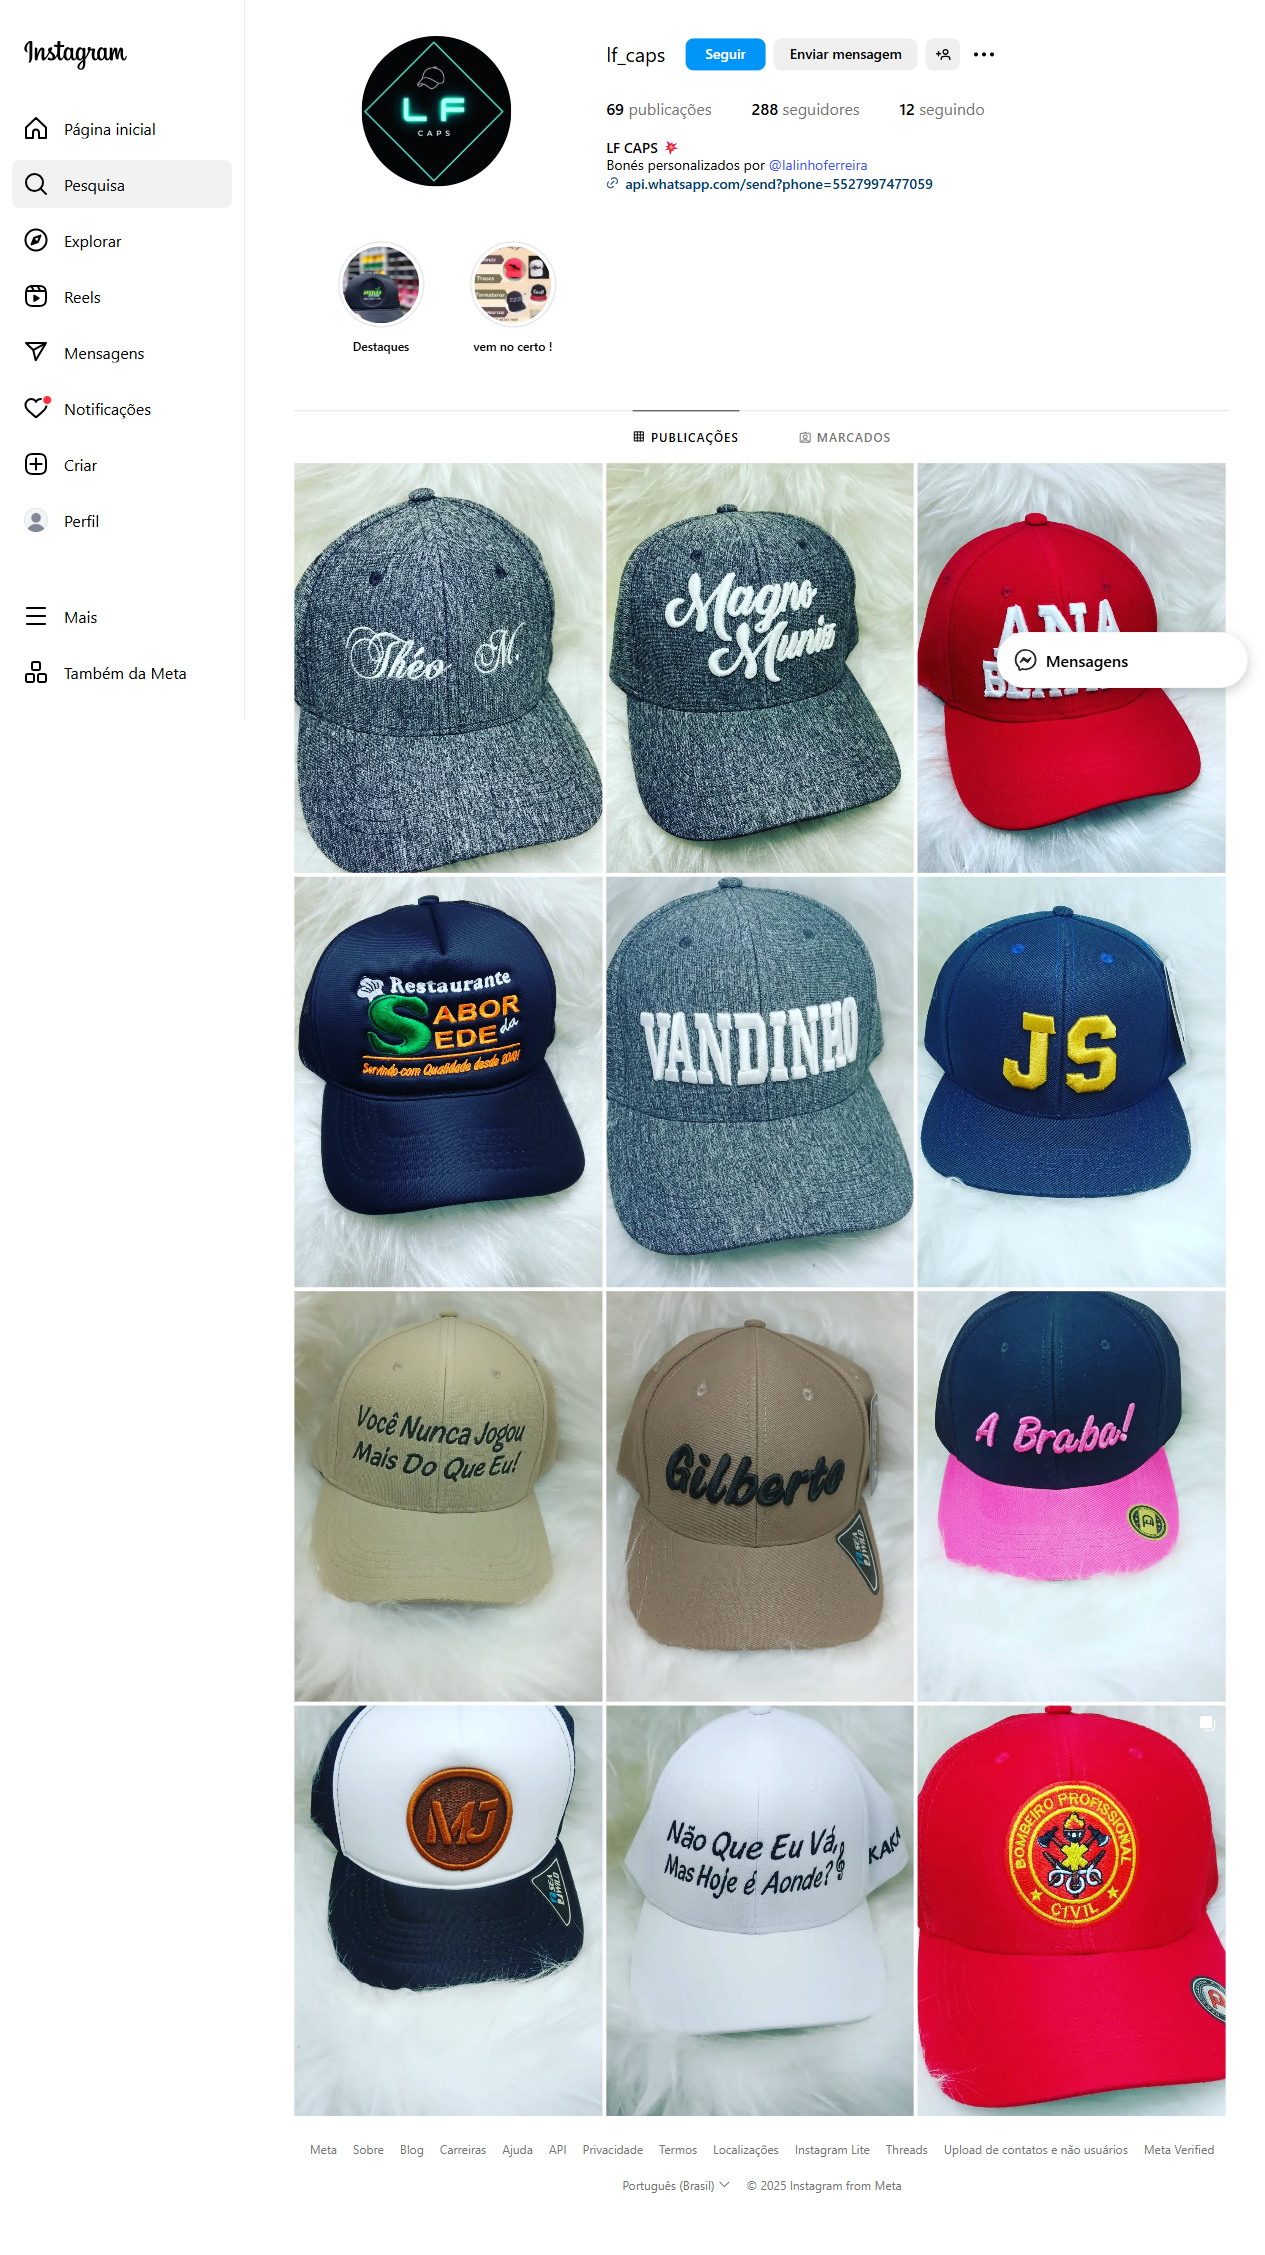 Instagram
Página inicial
Pesquisa
Explorar
Reels
Mensagens
Notificações
Criar
Perfil
Mais
Também da Meta
LF
CAPS
lf_caps
Seguir
Enviar mensagem
69 publicações
288 seguidores
12 seguindo
LF CAPS
Bonés personalizados por @lalinhoferreira
api.whatsapp.com/send?phone=5527997477059
Destaques
vem no certo !
PUBLICAÇÕES
MARCADOS
Théo M.
Magno
Muniz
ANA
Mensagens
Restaurante
SABOR
da
SEDE
Servindo com Qualidade desde 2010!
VANDINHO
JS
Você Nunca Jogou
Mais Do Que Eu!
Gilberto
A Braba!
MJ
Não Que Eu Vá,
Mas Hoje é Aonde?
KAKA
BOMBEIRO PROFISSIONAL
CIVIL
Meta Sobre Blog Carreiras Ajuda API Privacidade Termos Localizações Instagram Lite Threads Upload de contatos e não usuários Meta Verified
Português (Brasil) © 2025 Instagram from Meta